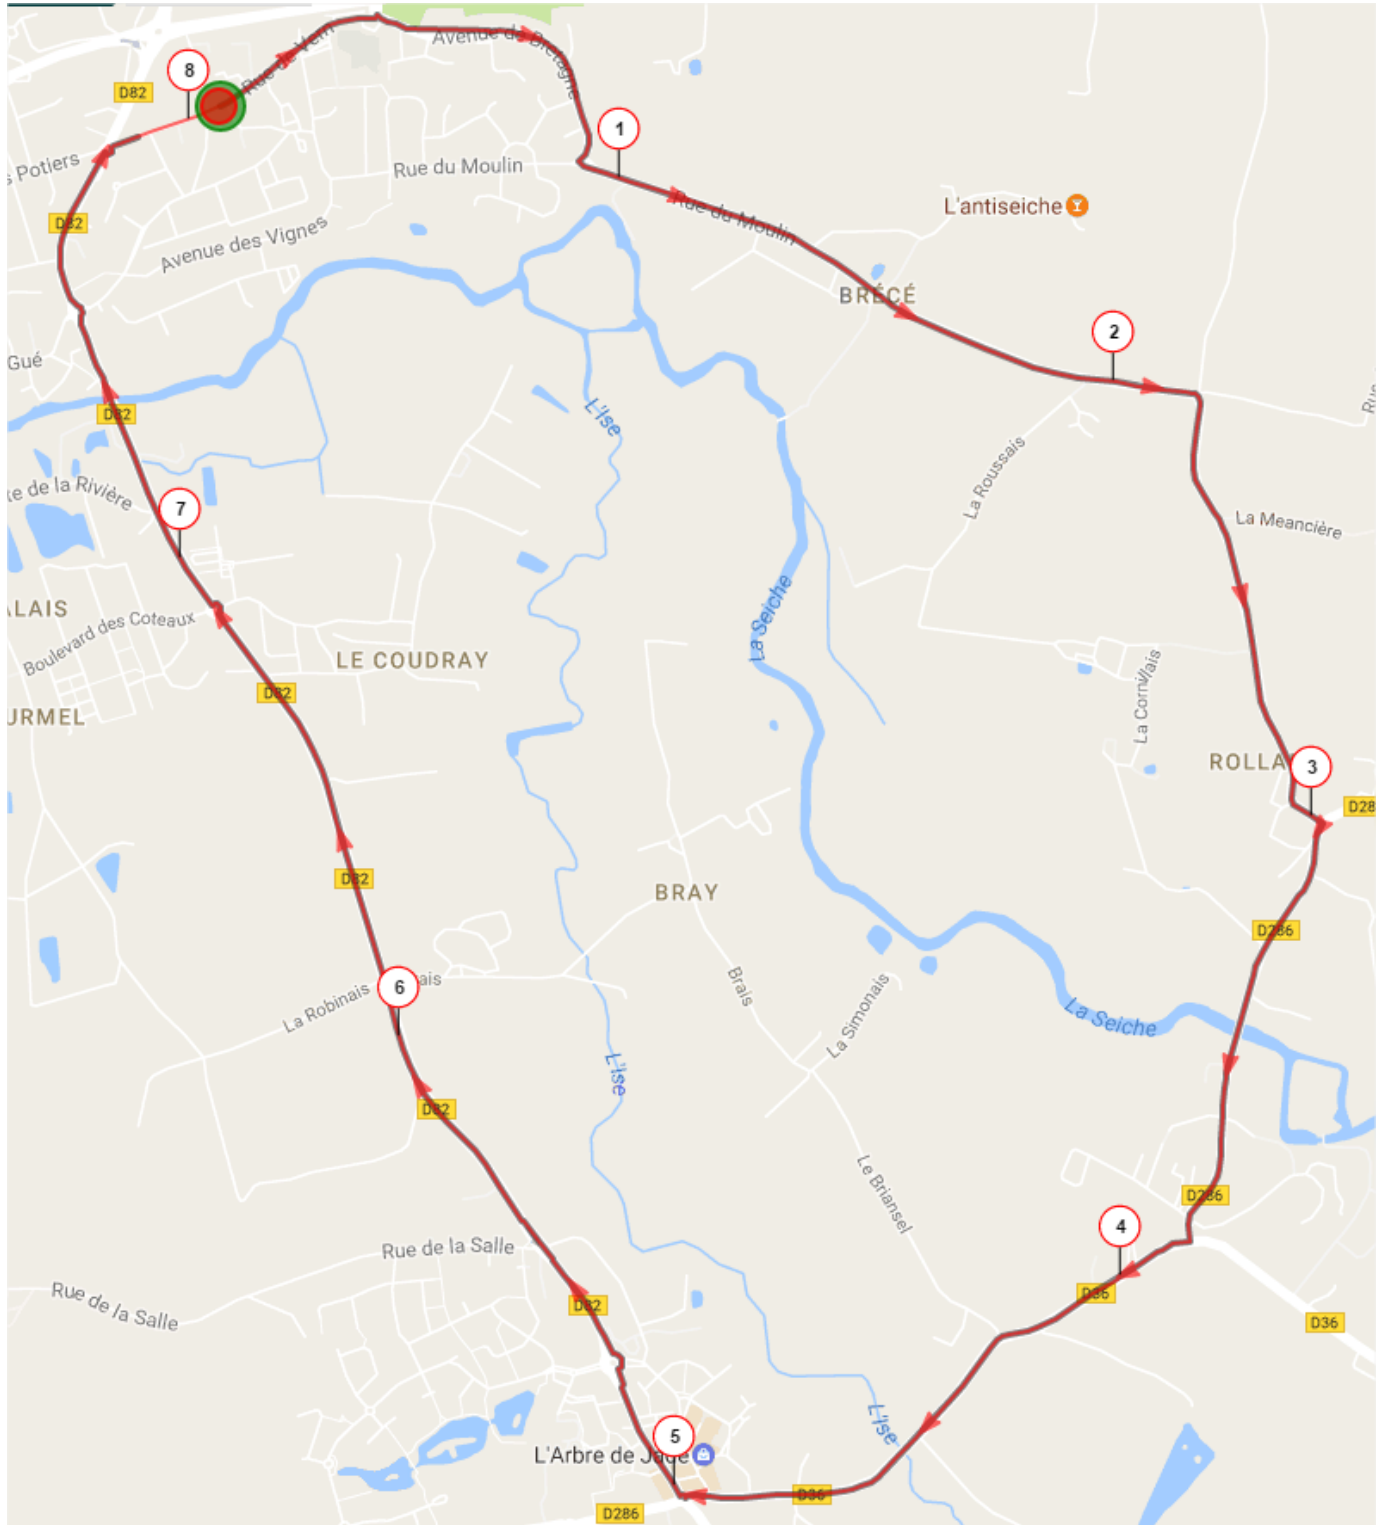 Rue de Vern
Avenue de Bretagne
8
D82
1
s Potiers
Rue du Moulin
L'antiseiche
Rue du Moulin
D82
Avenue des Vignes
BRÉCÉ
2
Gué
D82
L'Ise
La Roussais
te de la Rivière
7
La Meancière
La Seiche
ALAIS
Boulevard des Coteaux
LE COUDRAY
La Cornillais
D82
URMEL
ROLLA
3
D28
D82
BRAY
D286
La Robinais
6
ais
Brais
La Simonais
La Seiche
L'Ise
D82
Le Briansel
D286
4
Rue de la Salle
Rue de la Salle
D82
D36
D36
L'Ise
5
L'Arbre de Jade
D36
D286